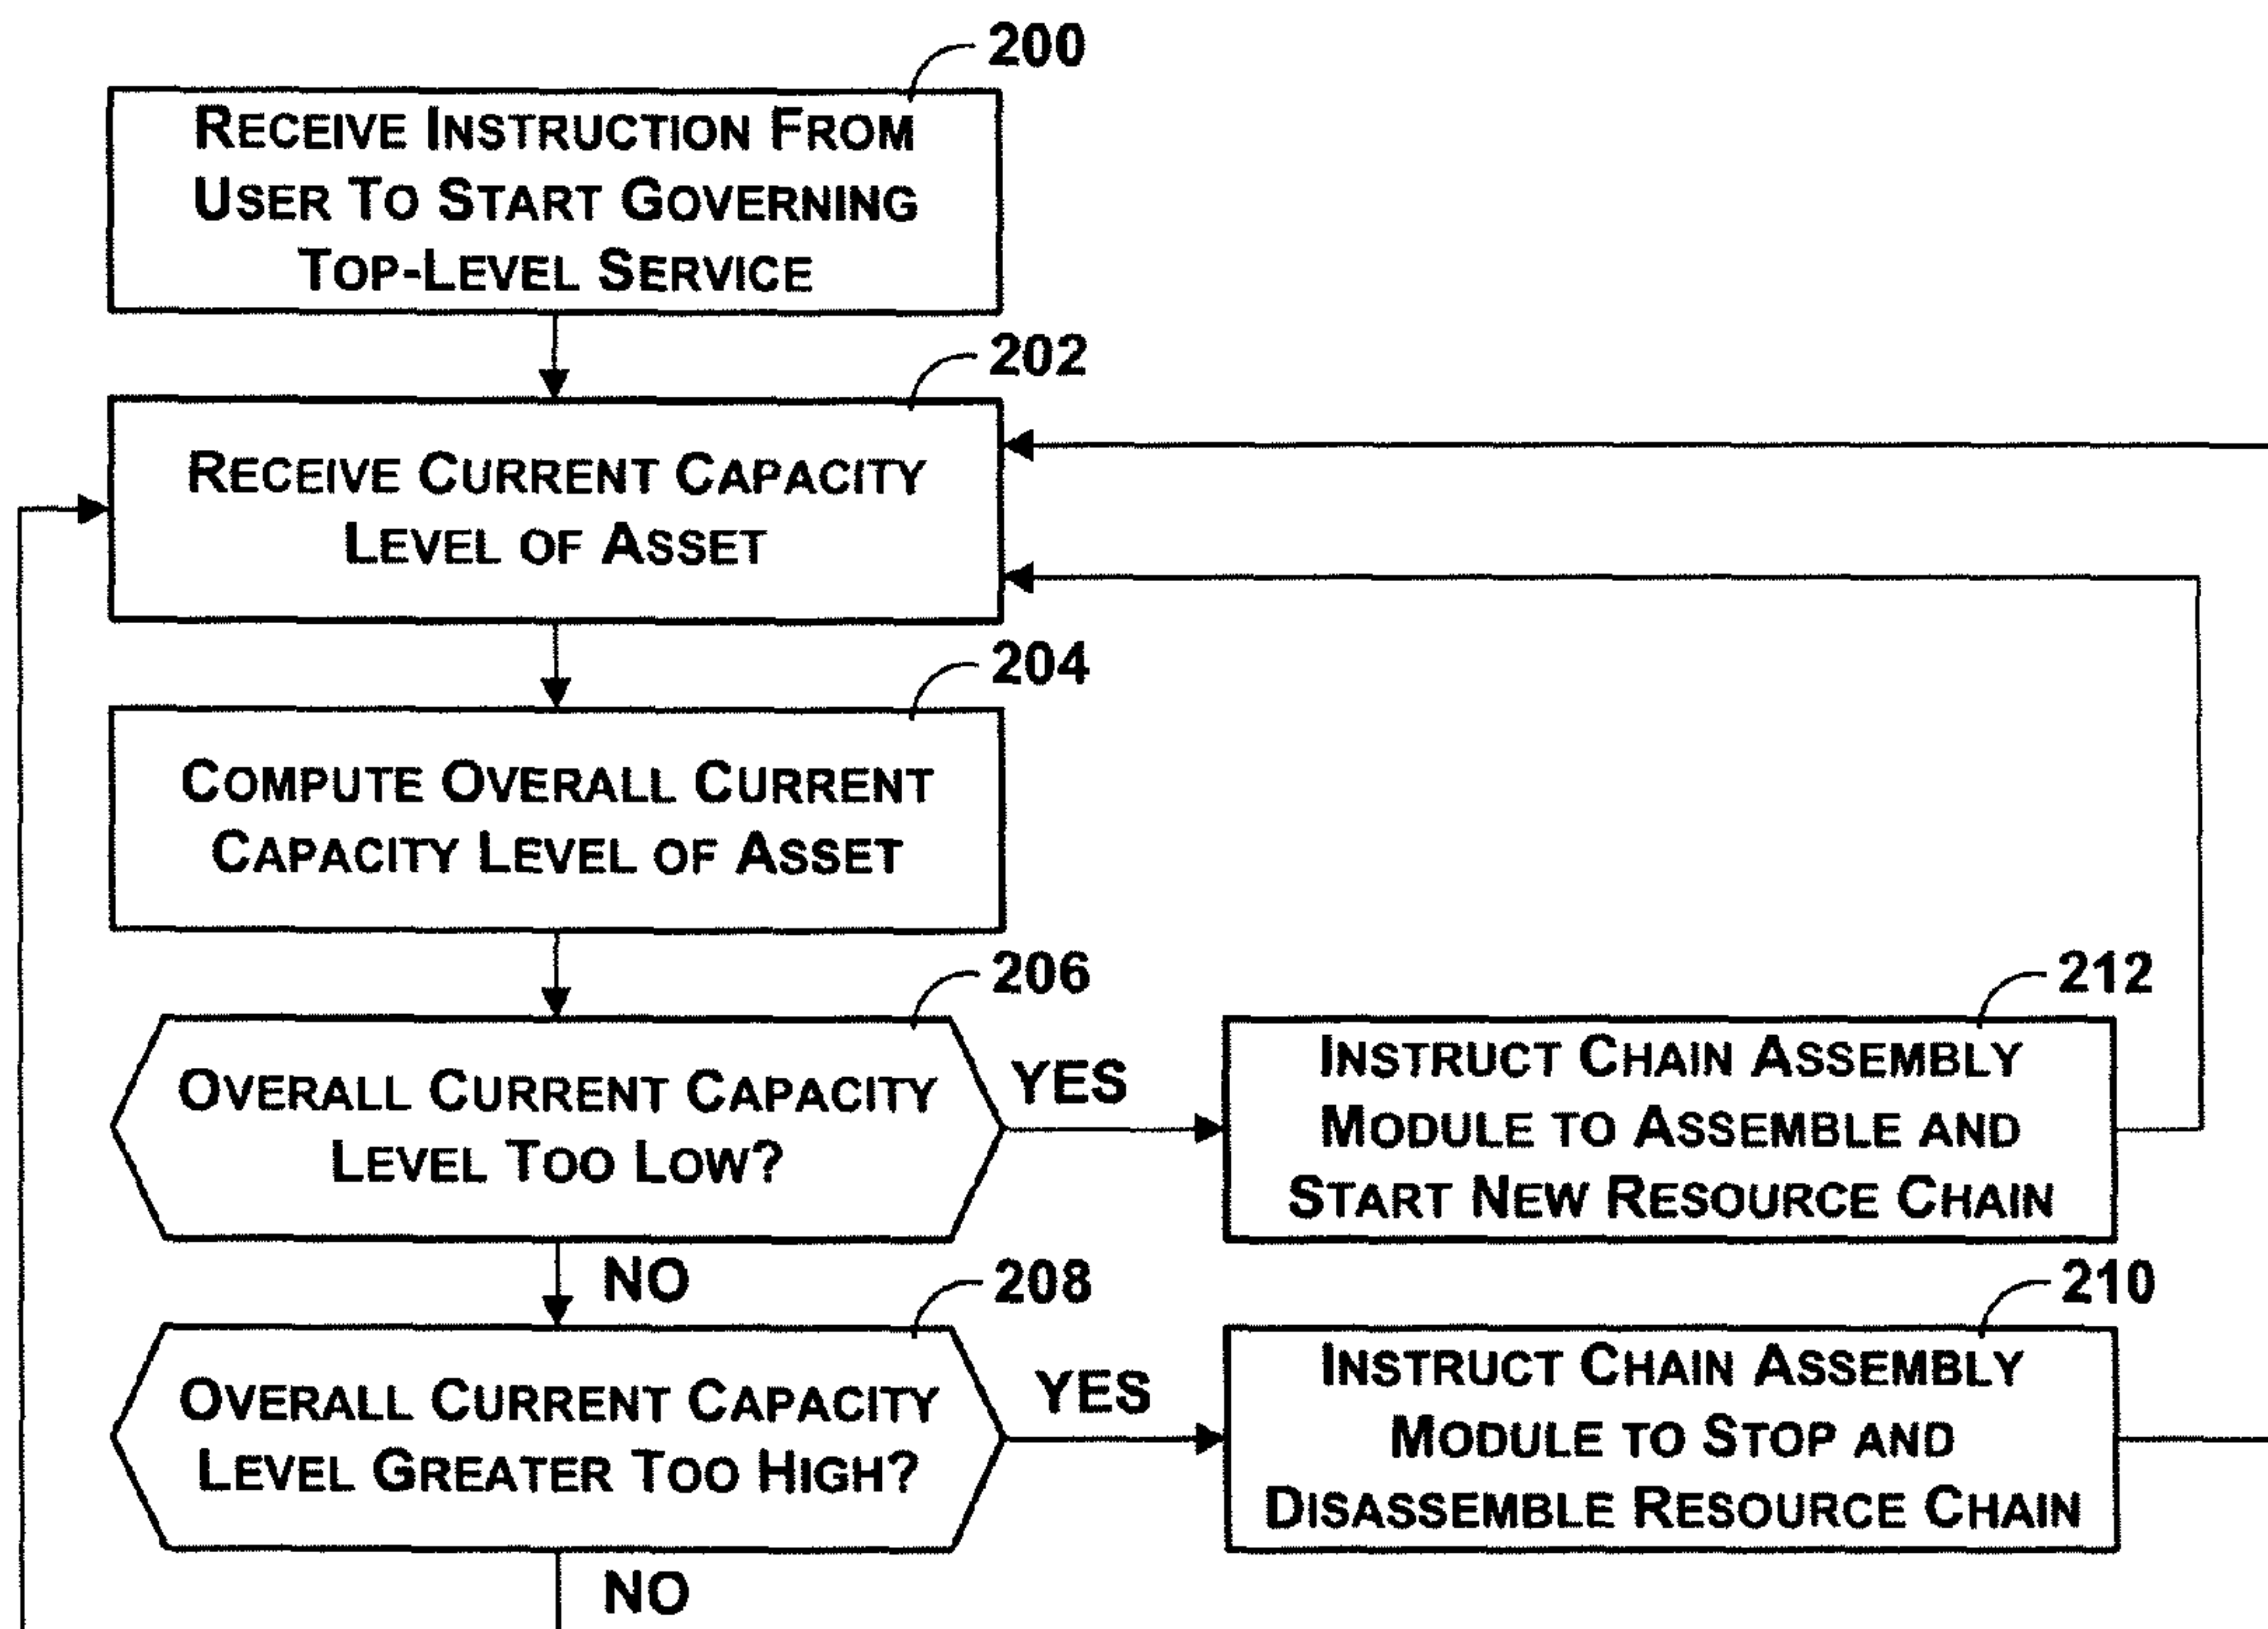 200
RECEIVE INSTRUCTION FROM
USER TO START GOVERNING
TOP-LEVEL SERVICE
202
RECEIVE CURRENT CAPACITY
LEVEL OF ASSET
204
COMPUTE OVERALL CURRENT
CAPACITY LEVEL OF ASSET
206
OVERALL CURRENT CAPACITY
LEVEL TOO LOW?
YES
212
INSTRUCT CHAIN ASSEMBLY
MODULE TO ASSEMBLE AND
START NEW RESOURCE CHAIN
NO
208
OVERALL CURRENT CAPACITY
LEVEL GREATER TOO HIGH?
YES
210
INSTRUCT CHAIN ASSEMBLY
MODULE TO STOP AND
DISASSEMBLE RESOURCE CHAIN
NO